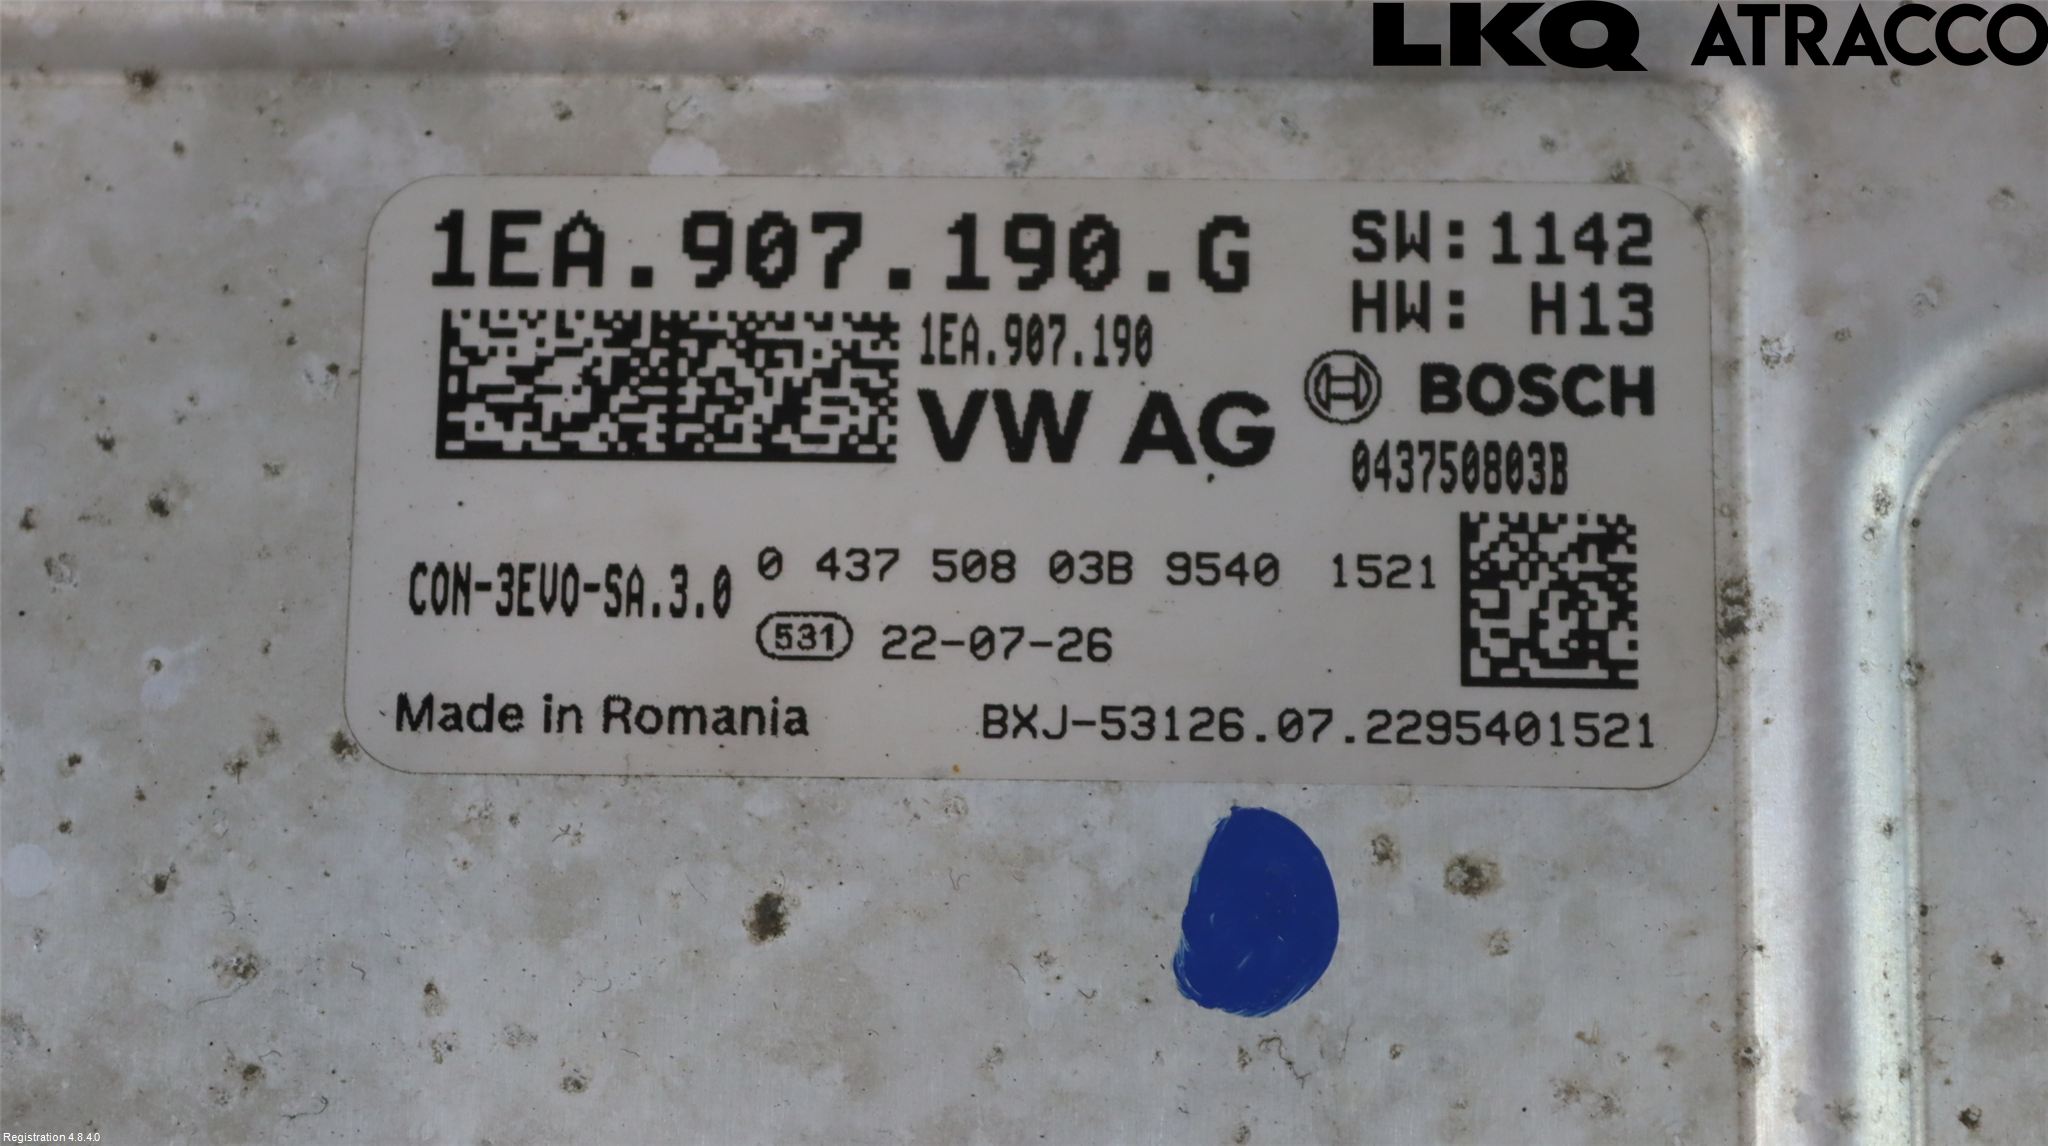 LKQ ATRACCO
1EA.907.190.G
SW:1142
HW: H13
1EA.907.190
VW AG
BOSCH
043750803B
CON-3EVO-SA.3.0
0 437 508 03B 9540 1521
531 22-07-26
Made in Romania
BXJ-53126.07.2295401521
Registration 4.8.4.0